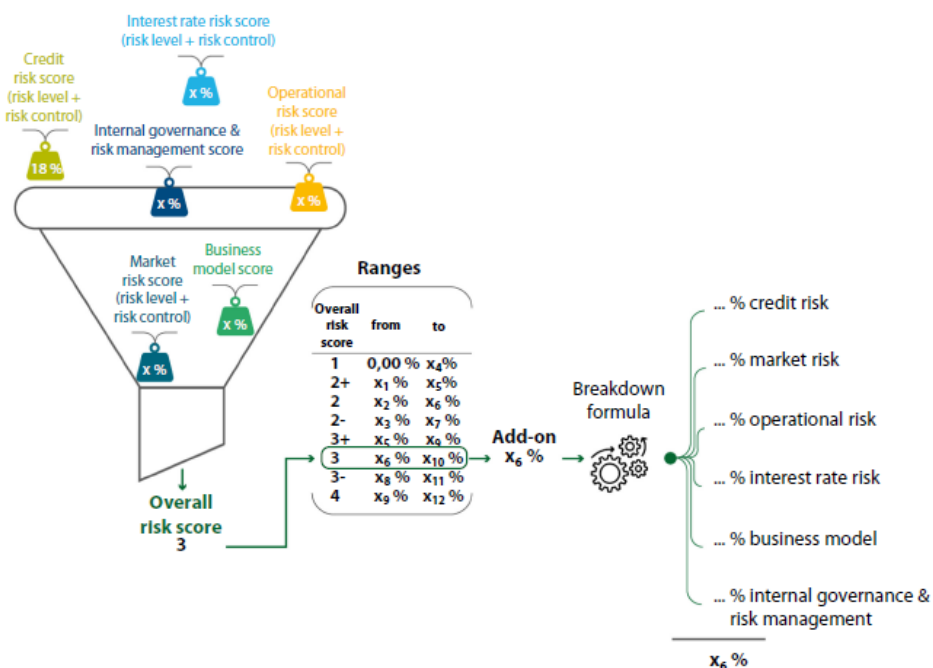 Interest rate risk score
(risk level + risk control)
x %
Credit
risk score
(risk level +
risk control)
18 %
Operational
risk score
(risk level +
risk control)
x %
Internal governance &
risk management score
x %
Market
risk score
(risk level +
risk control)
x %
Business
model score
x %
Overall
risk score
3
Ranges
Overall
risk
score from to
1 0,00 % x₄%
2+ x₁ % x₅%
2 x₂ % x₆ %
2- x₃ % x₇ %
3+ x₅ % x₉ %
3 x₆ % x₁₀ %
3- x₈ % x₁₁ %
4 x₉ % x₁₂ %
Add-on
x₆ %
Breakdown
formula
... % credit risk
... % market risk
... % operational risk
... % interest rate risk
... % business model
... % internal governance &
risk management
x₆ %